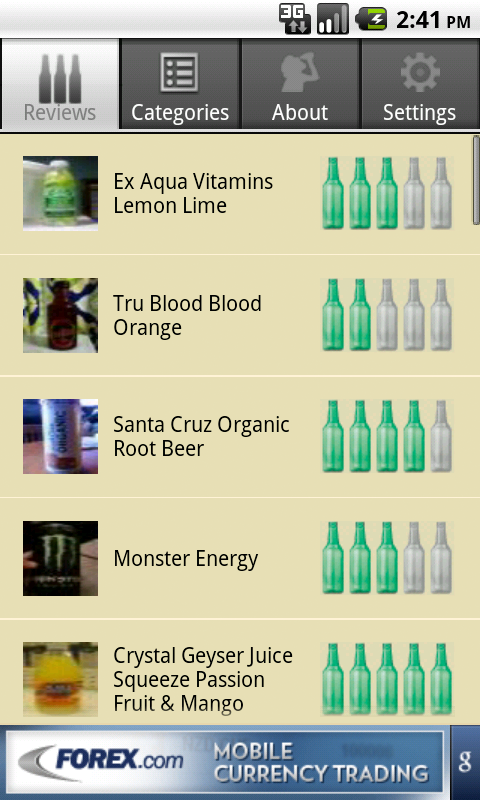 3G 2:41 PM
Reviews Categories About Settings
Ex Aqua Vitamins
Lemon Lime
Tru Blood Blood
Orange
ORGANIC
Santa Cruz Organic
Root Beer
Monster Energy
Crystal Geyser Juice
Squeeze Passion
Fruit & Mango
FOREX.com MOBILE
CURRENCY TRADING
g